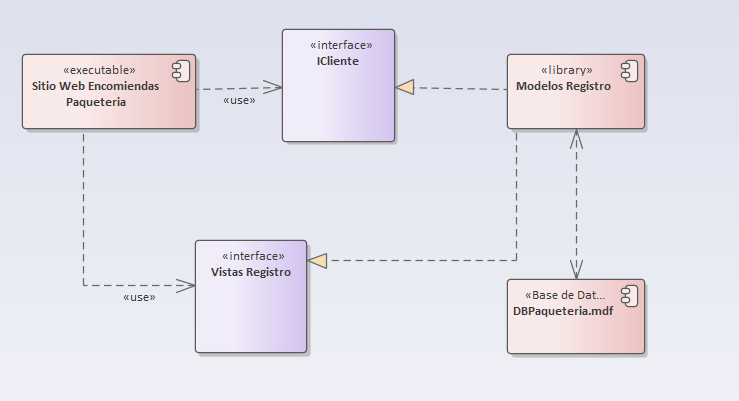 «executable»
Sitio Web Encomiendas
Paqueteria
«use»
«interface»
ICliente
«library»
Modelos Registro
«interface»
Vistas Registro
«use»
«Base de Dat...
DBPaqueteria.mdf